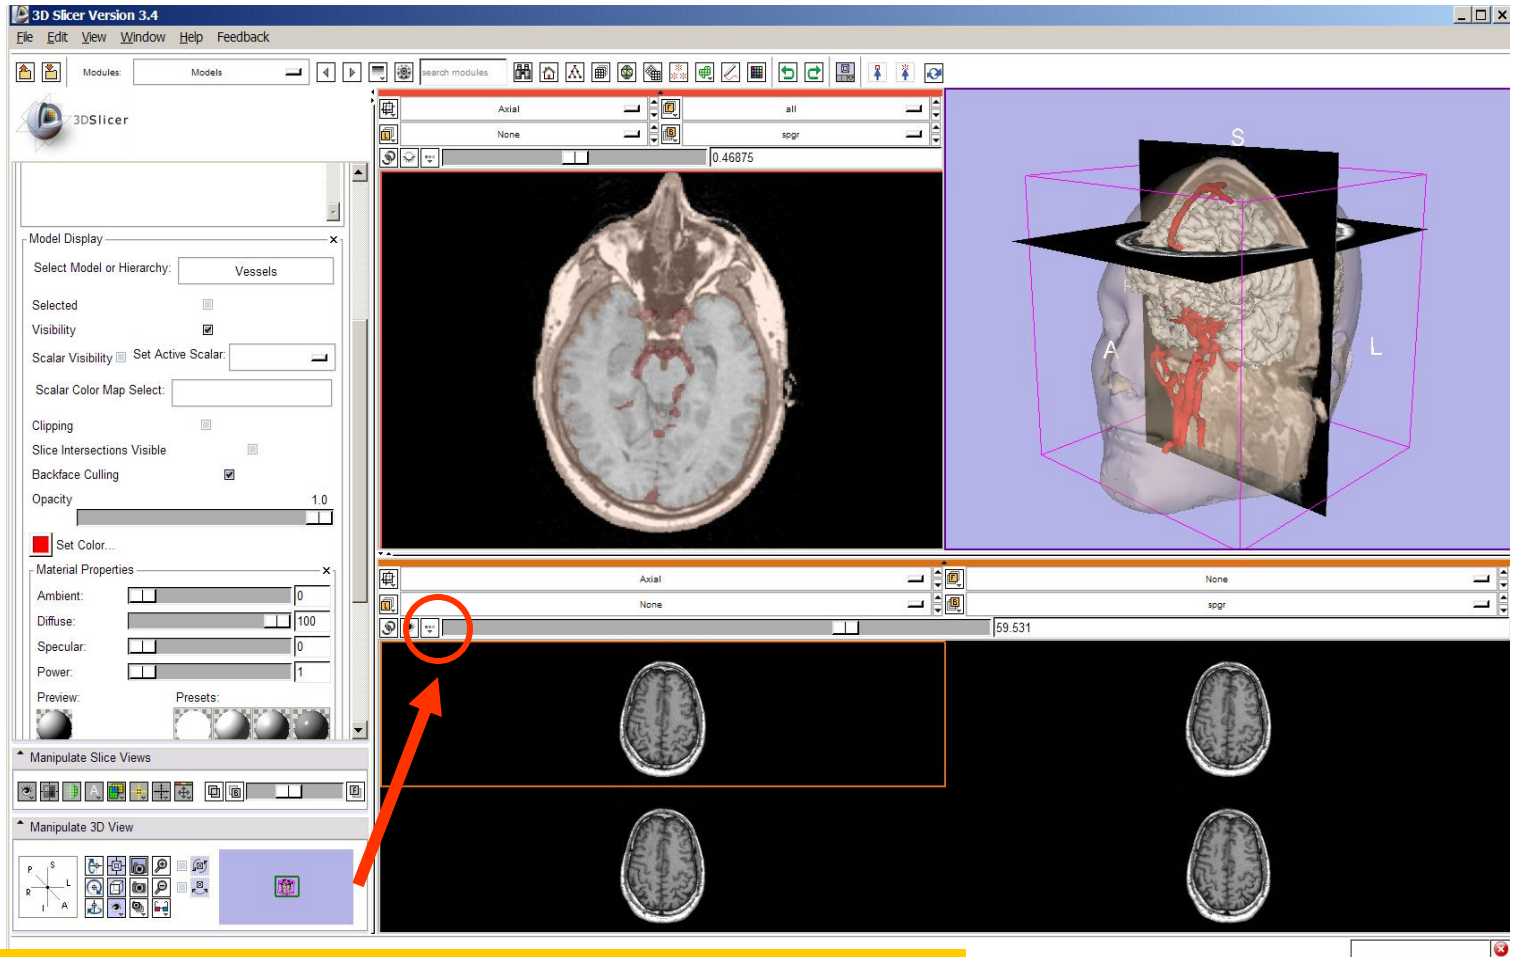 3D Slicer Version 3.4
File Edit View Window Help Feedback
Modules: Models search modules
3DSlicer
Axial all
None spgr
0.46875
S
A
L
Model Display
Select Model or Hierarchy: Vessels
Selected
Visibility
Scalar Visibility Set Active Scalar:
Scalar Color Map Select:
Clipping
Slice Intersections Visible
Backface Culling
Opacity 1.0
Set Color...
Material Properties
Ambient: 0
Diffuse: 100
Specular: 0
Power: 1
Preview: Presets:
Axial None
None spgr
59.531
Manipulate Slice Views
Manipulate 3D View
P S
R L
I A